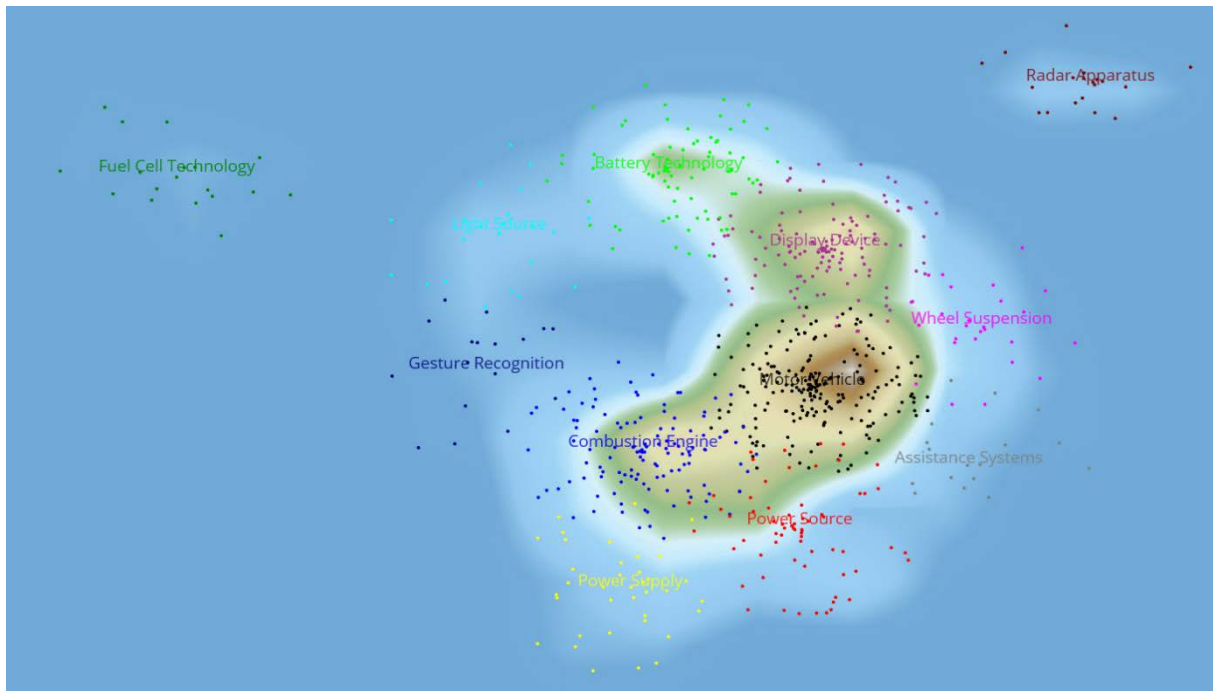 Radar Apparatus
Fuel Cell Technology
Battery Technology
Light Source
Display Device
Wheel Suspension
Gesture Recognition
Motor Vehicle
Combustion Engine
Assistance Systems
Power Source
Power Supply